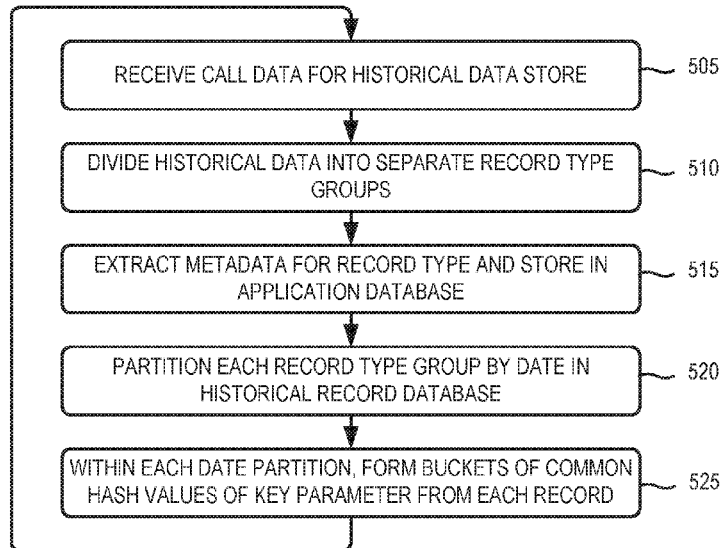 RECEIVE CALL DATA FOR HISTORICAL DATA STORE
505
DIVIDE HISTORICAL DATA INTO SEPARATE RECORD TYPE
GROUPS
510
EXTRACT METADATA FOR RECORD TYPE AND STORE IN
APPLICATION DATABASE
515
PARTITION EACH RECORD TYPE GROUP BY DATE IN
HISTORICAL RECORD DATABASE
520
WITHIN EACH DATE PARTITION, FORM BUCKETS OF COMMON
HASH VALUES OF KEY PARAMETER FROM EACH RECORD
525